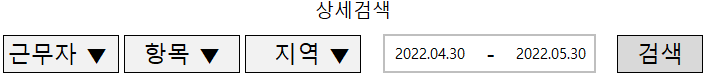 상세검색
근무자 ▼ 항목 ▼ 지역 ▼ 2022.04.30 - 2022.05.30 검색